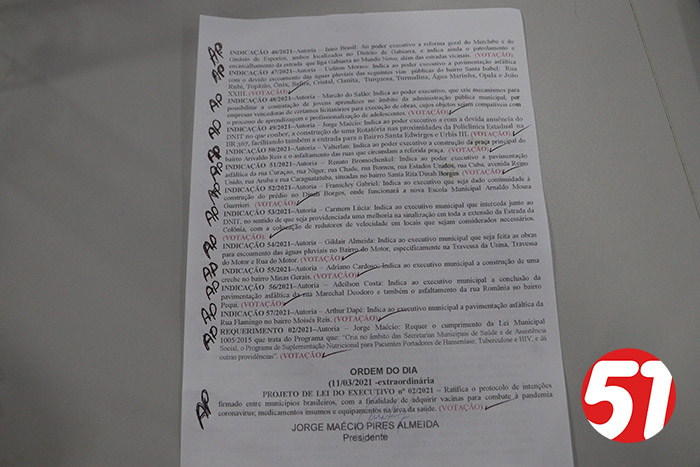 INDICAÇÃO 46/2021–Autoria – Jairo Brasil: Ao poder executivo a reforma geral do Mercado e do
Ginásio de Esportes, ambos localizados no Distrito de Gabiarra, e indica ainda o patrolamento e
encascalhamento da estrada que liga Gabiarra ao Mundo Novo, além das estradas vicinais. (VOTAÇÃO)
INDICAÇÃO 47/2021–Autoria – Ueliton Moraes: Indica ao poder executivo a pavimentação asfáltica
com o devido escoamento das águas pluviais das seguintes vias públicas do bairro Santa Isabel: Rua
Rubi, Topázio, Ônix, Safira, Cristal, Cianita, Turquesa, Turmalina, Água Marinha, Opala e João
XXIII. (VOTAÇÃO)
INDICAÇÃO 48/2021–Autoria – Marcão do Salão: Indica ao poder executivo, que crie mecanismos para
possibilitar a contratação de jovens aprendizes no âmbito da administração pública municipal, por
empresas vencedoras de certames licitatórios para execução de obras, cujos objetos sejam compatíveis com
o processo de aprendizagem e profissionalização de adolescentes. (VOTAÇÃO)
INDICAÇÃO 49/2021–Autoria – Jorge Maécio: Indica ao poder executivo a com a devida anuência do
DNIT no que couber, a construção de uma Rotatória nas proximidades da Policlínica Estadual na
BR 367, facilitando também a entrada para o Bairro Santa Edwirges e Urbis III. (VOTAÇÃO)
INDICAÇÃO 50/2021–Autoria – Valterlan: Indica ao poder executivo a construção da praça principal do
bairro Arivaldo Reis e o asfaltamento das ruas que circundam a referida praça. (VOTAÇÃO)
INDICAÇÃO 51/2021–Autoria – Renato Bromochenkel: Indica ao poder executivo a pavimentação
asfáltica da rua Curaçao, rua Níger, rua Chade, rua Borneo, rua Estados Unidos, rua Cuba, avenida Reino
Unido, rua Aruba e rua Caraguatatuba, situadas no bairro Santa Rita Dinah Borges. (VOTAÇÃO)
INDICAÇÃO 52/2021–Autoria – Francisley Gabriel: Indica ao executivo que seja dado continuidade à
construção do prédio no Dinah Borges, onde funcionará a nova Escola Municipal Arnaldo Moura
Guerrieri. (VOTAÇÃO)
INDICAÇÃO 53/2021–Autoria – Carmem Lúcia: Indica ao executivo municipal que interceda junto ao
DNIT, no sentido de que seja providenciada uma melhoria na sinalização em toda a extensão da Estrada da
Colônia, com a colocação de redutores de velocidade em locais que sejam considerados necessários.
(VOTAÇÃO).
INDICAÇÃO 54/2021–Autoria – Gildair Almeida: Indica ao executivo municipal que seja feita as obras
para escoamento das águas pluviais no Bairro do Motor, especificamente na Travessa da Usina, Travessa
do Motor e Rua do Motor. (VOTAÇÃO)
INDICAÇÃO 55/2021–Autoria – Adriano Cardoso: Indica ao executivo municipal a construção de uma
creche no bairro Minas Gerais. (VOTAÇÃO)
INDICAÇÃO 56/2021–Autoria – Adeilson Costa: Indica ao executivo municipal a conclusão da
pavimentação asfáltica da rua Marechal Deodoro e também o asfaltamento da rua România no bairro
Pequi. (VOTAÇÃO)
INDICAÇÃO 57/2021–Autoria – Arthur Dapé: Indica ao executivo municipal a pavimentação asfáltica da
Rua Flamingo no bairro Moisés Reis. (VOTAÇÃO)
REQUERIMENTO 02/2021–Autoria – Jorge Maécio: Requer o cumprimento da Lei Municipal
1005/2015 que trata do Programa que: "Cria no âmbito das Secretarias Municipais de Saúde e de Assistência
Social, o Programa de Suplementação Nutricional para Pacientes Portadores de Hanseníase, Tuberculose e HIV, e dá
outras providências". (VOTAÇÃO)
ORDEM DO DIA
(11/03/2021 -extraordinária)
PROJETO DE LEI DO EXECUTIVO nº 02/2021 – Ratifica o protocolo de intenções
firmado entre municípios brasileiros, com a finalidade de adquirir vacinas para combate à pandemia
coronavírus; medicamentos insumos e equipamentos na área da saúde. (VOTAÇÃO)
JORGE MAÉCIO PIRES ALMEIDA
Presidente
51